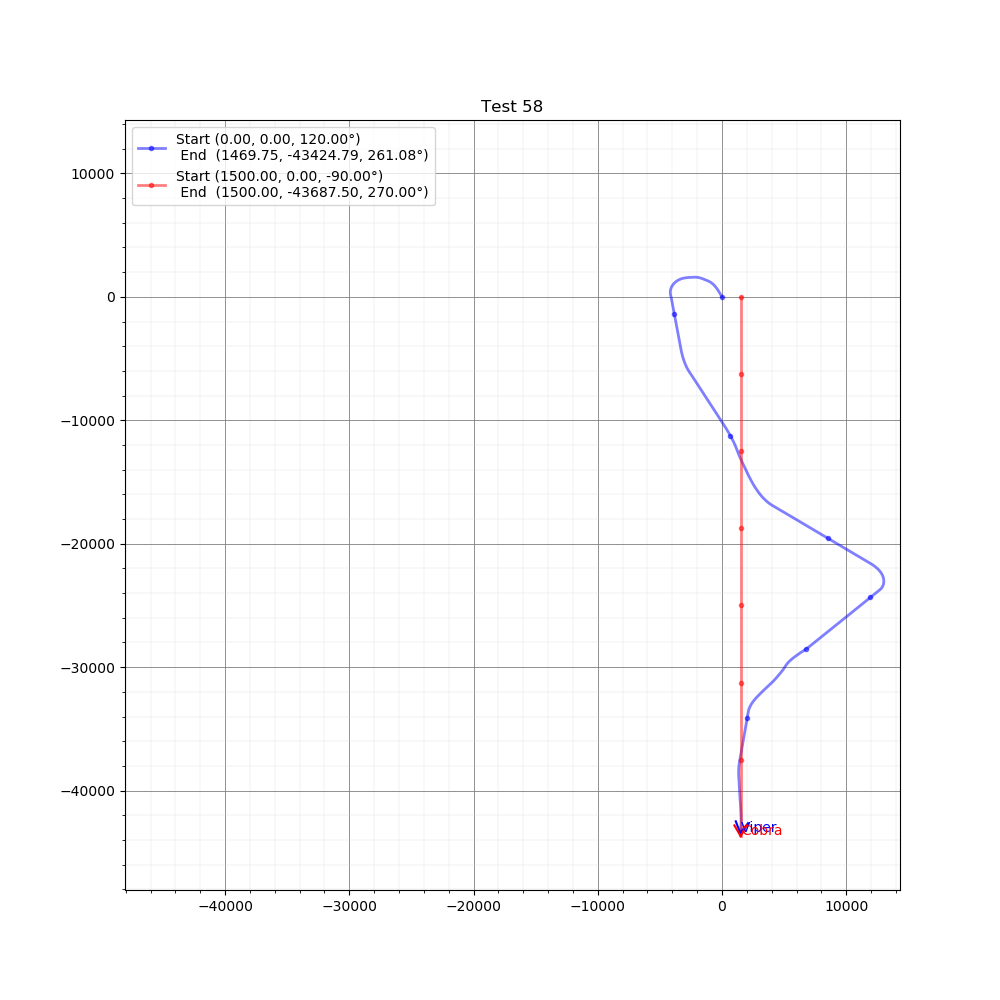 Test 58
Start (0.00, 0.00, 120.00°)
End (1469.75, -43424.79, 261.08°)
Start (1500.00, 0.00, -90.00°)
End (1500.00, -43687.50, 270.00°)
10000
0
−10000
−20000
−30000
−40000
Viper
Cobra
−40000
−30000
−20000
−10000
0
10000